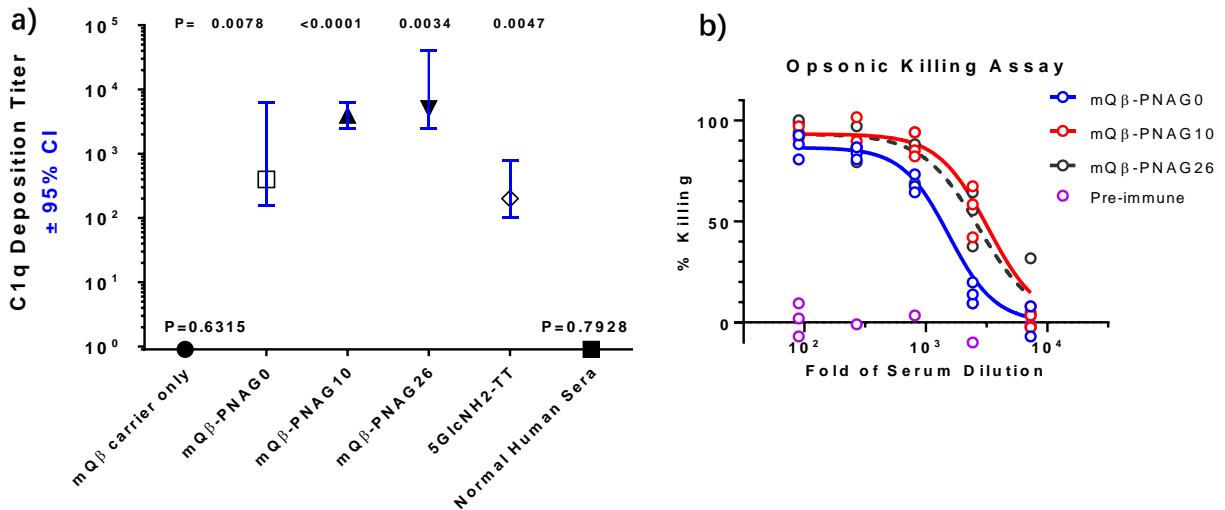 a)
P= 0.0078 <0.0001 0.0034 0.0047
C1q Deposition Titer
± 95% CI
10⁵
10⁴
10³
10²
10¹
10⁰
P=0.6315
P=0.7928
mQβ carrier only
mQβ-PNAG0
mQβ-PNAG10
mQβ-PNAG26
5GlcNH2-TT
Normal Human Sera
b)
Opsonic Killing Assay
mQβ-PNAG0
mQβ-PNAG10
mQβ-PNAG26
Pre-immune
% Killing
100
50
0
10² 10³ 10⁴
Fold of Serum Dilution